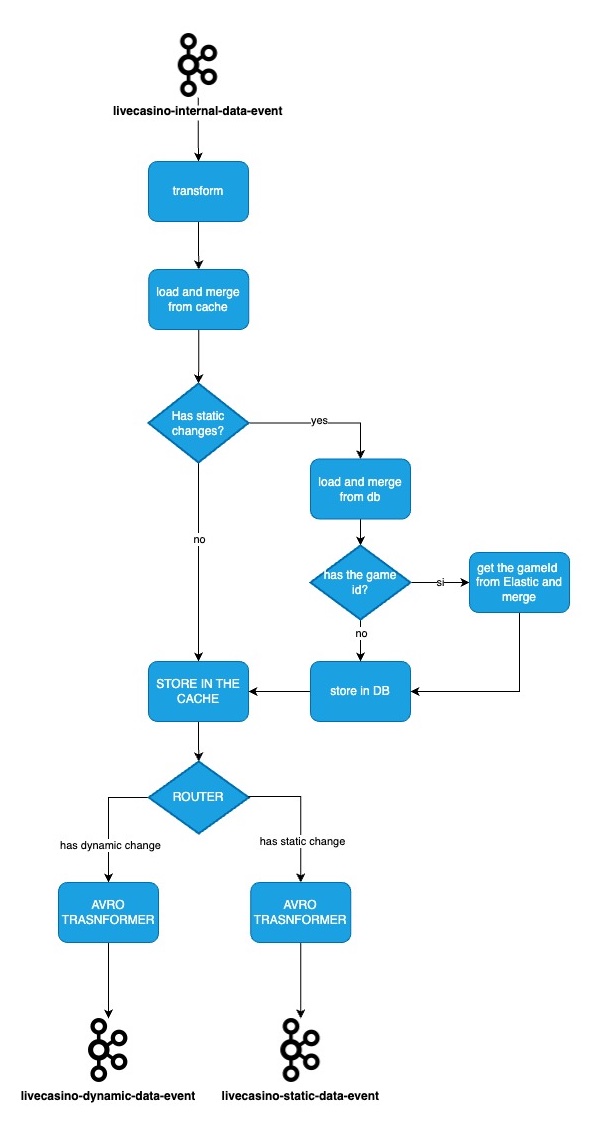 livecasino-internal-data-event
transform
load and merge
from cache
Has static
changes?
yes
load and merge
from db
no
has the game
id?
si
get the gameId
from Elastic and
merge
no
STORE IN THE
CACHE
store in DB
ROUTER
has dynamic change
has static change
AVRO
TRASNFORMER
AVRO
TRASNFORMER
livecasino-dynamic-data-event
livecasino-static-data-event